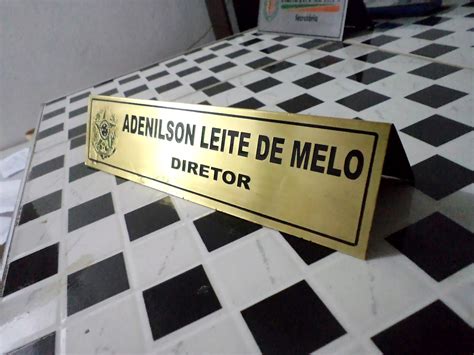 ADENILSON LEITE DE MELO
DIRETOR